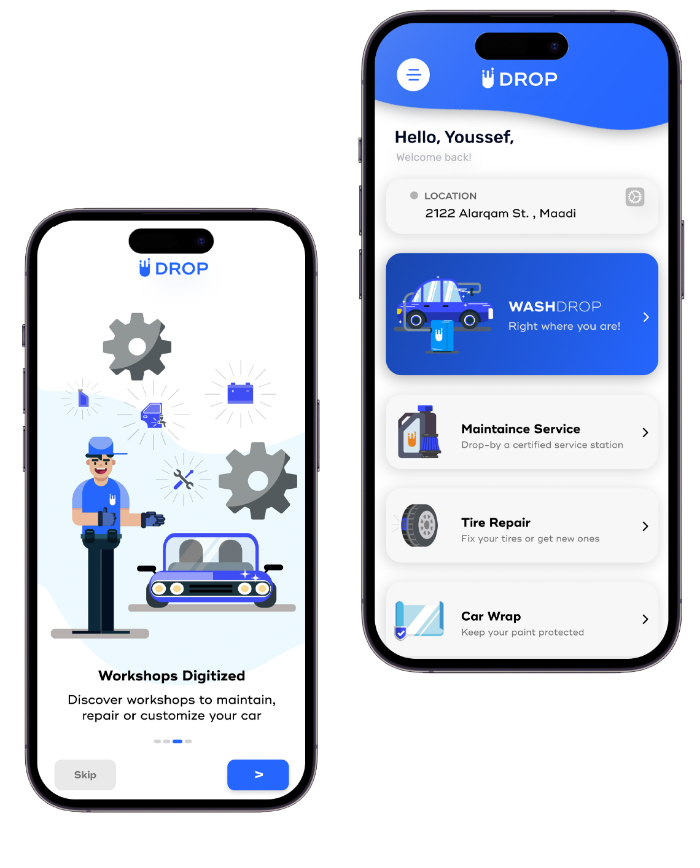 DROP
Workshops Digitized
Discover workshops to maintain,
repair or customize your car
Skip
>
DROP
Hello, Youssef,
Welcome back!
LOCATION
2122 Alarqam St. , Maadi
WASHDROP
Right where you are!
Maintaince Service
Drop-by a certified service station
Tire Repair
Fix your tires or get new ones
Car Wrap
Keep your paint protected